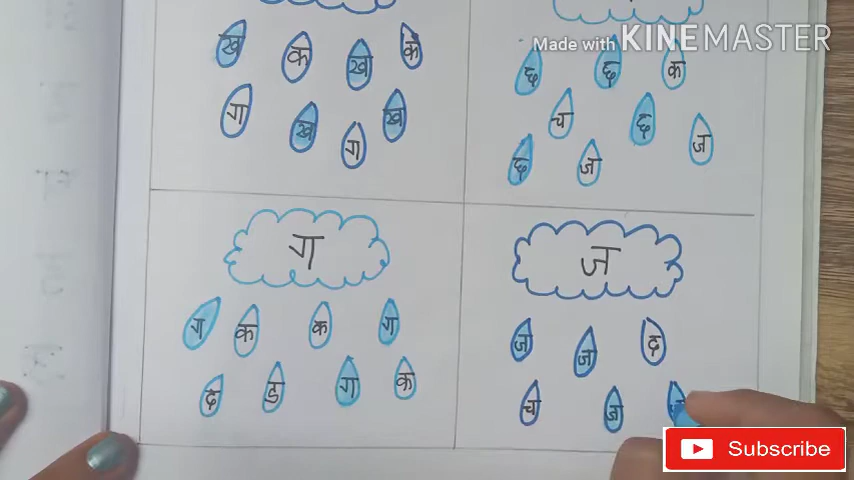 Made with KINEMASTER
ख क ख क
ग ख ग ख
छ छ क
च छ ज
छ ज
ग
ग क क ग
द ड ग क
ज
ज ज द
च ज
Subscribe